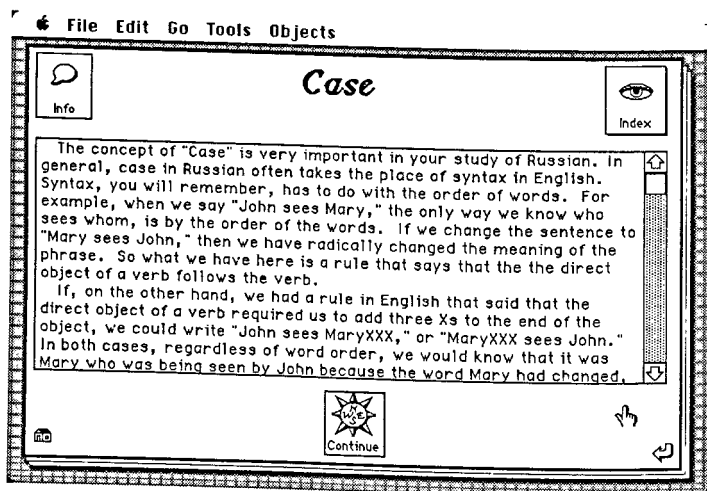 File Edit Go Tools Objects
Case
Info
Index
The concept of "Case" is very important in your study of Russian. In
general, case in Russian often takes the place of syntax in English.
Syntax, you will remember, has to do with the order of words. For
example, when we say "John sees Mary," the only way we know who
sees whom, is by the order of the words. If we change the sentence to
"Mary sees John," then we have radically changed the meaning of the
phrase. So what we have here is a rule that says that the the direct
object of a verb follows the verb.
If, on the other hand, we had a rule in English that said that the
direct object of a verb required us to add three Xs to the end of the
object, we could write "John sees MaryXXX," or "MaryXXX sees John."
In both cases, regardless of word order, we would know that it was
Mary who was being seen by John because the word Mary had changed,
N
W E
S
Continue